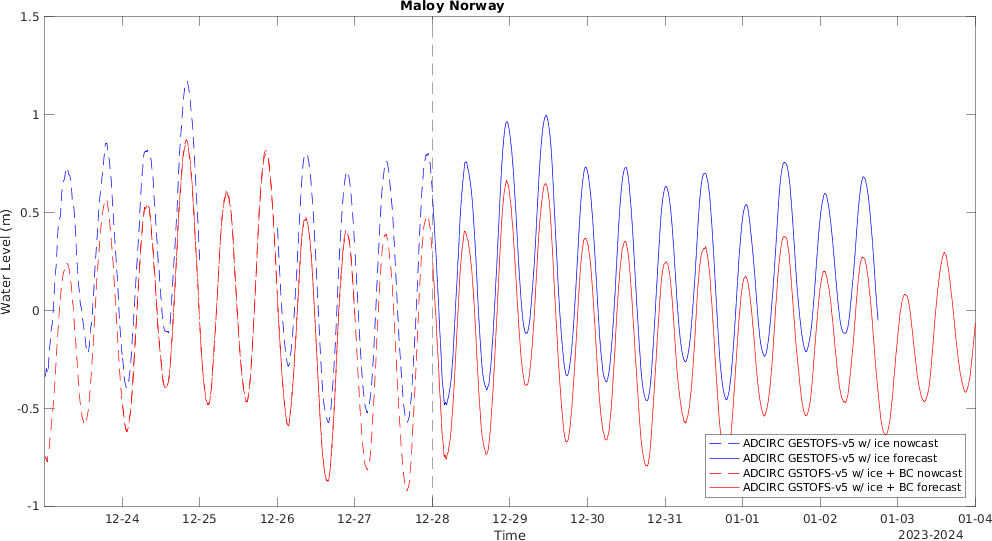 Maloy Norway
1.5
1
0.5
0
-0.5
-1
Water Level (m)
ADCIRC GESTOFS-v5 w/ ice nowcast
ADCIRC GESTOFS-v5 w/ ice forecast
ADCIRC GSTOFS-v5 w/ ice + BC nowcast
ADCIRC GSTOFS-v5 w/ ice + BC forecast
12-24 12-25 12-26 12-27 12-28 12-29 12-30 12-31 01-01 01-02 01-03 01-04
Time
2023-2024